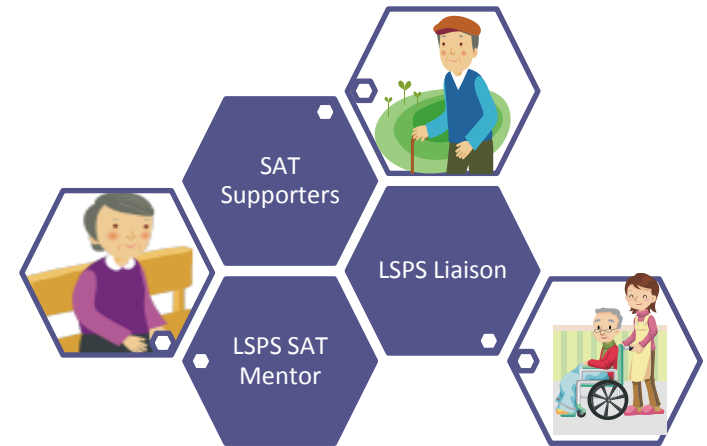 SAT
Supporters
LSPS Liaison
LSPS SAT
Mentor